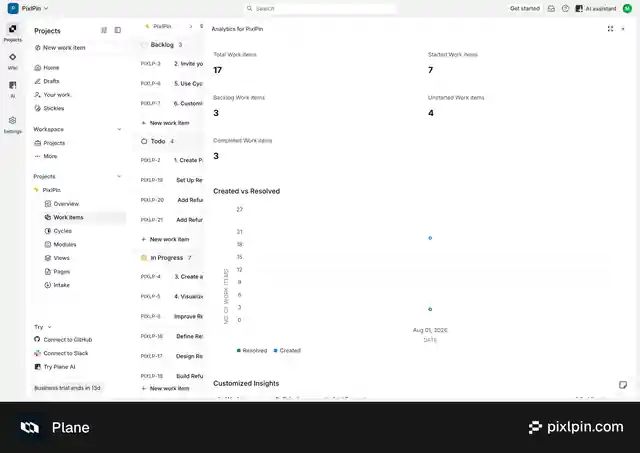 PixlPin
Search
Get started
AI assistant
M
Projects
Wiki
AI
Settings
Projects
New work item
Home
Drafts
Your work
Stickies
Workspace
Projects
More
Projects
PixlPin
Overview
Work items
Cycles
Modules
Views
Pages
Intake
Try
Connect to GitHub
Connect to Slack
Try Plane AI
Business trial ends in 13d
PixlPin
Backlog 3
PIXLP-3 2. Invite yo
PIXLP-6 5. Use Cyc
PIXLP-7 6. Customi
New work item
Todo 4
PIXLP-2 1. Create P
PIXLP-19 Set Up Re
PIXLP-20 Add Refur
PIXLP-21 Add Refur
New work item
In Progress 7
PIXLP-4 3. Create a
PIXLP-5 4. Visualiz
PIXLP-8 Improve Re
PIXLP-16 Define Re
PIXLP-17 Design Re
PIXLP-18 Build Refu
New work item
Analytics for PixlPin
Total Work items
17
Started Work items
7
Backlog Work items
3
Unstarted Work items
4
Completed Work items
3
Created vs Resolved
27
21
18
15
12
9
6
3
0
NO. OF WORK ITEMS
Aug 01, 2026
DATE
Resolved
Created
Customized Insights
Plane
pixlpin.com